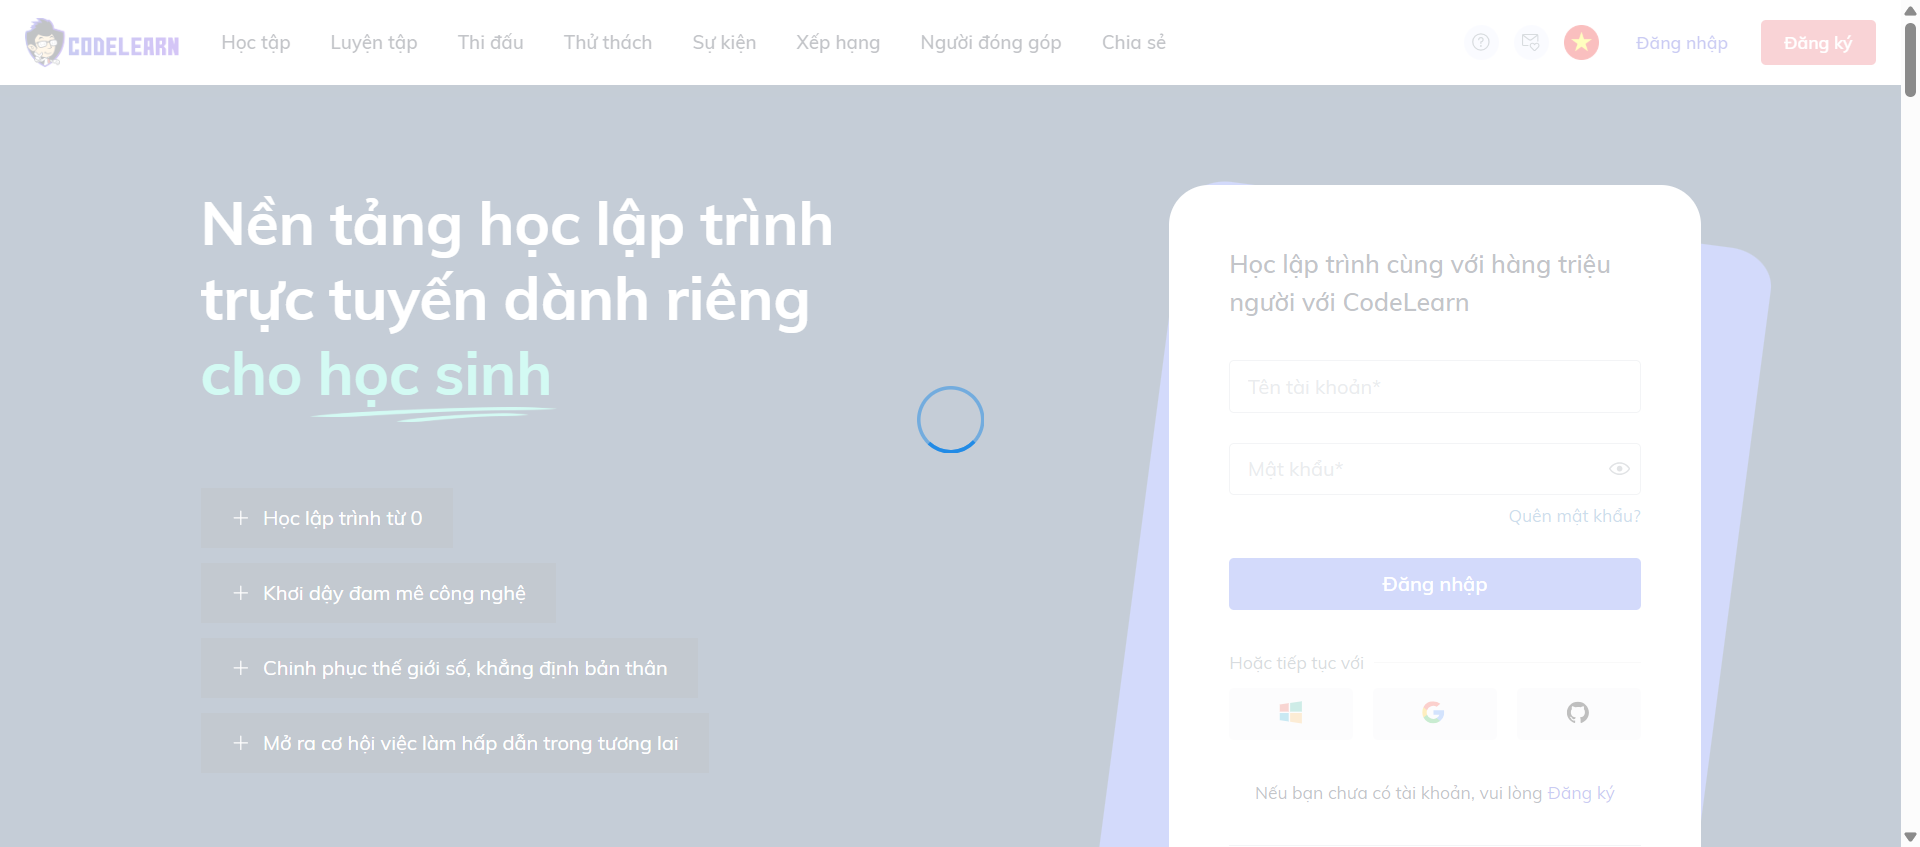 CODELEARN
Học tập
Luyện tập
Thi đấu
Thử thách
Sự kiện
Xếp hạng
Người đóng góp
Chia sẻ
Đăng nhập
Đăng ký
Nền tảng học lập trình
trực tuyến dành riêng
cho học sinh
+ Học lập trình từ 0
+ Khơi dậy đam mê công nghệ
+ Chinh phục thế giới số, khẳng định bản thân
+ Mở ra cơ hội việc làm hấp dẫn trong tương lai
Học lập trình cùng với hàng triệu
người với CodeLearn
Tên tài khoản*
Mật khẩu*
Quên mật khẩu?
Đăng nhập
Hoặc tiếp tục với
Nếu bạn chưa có tài khoản, vui lòng Đăng ký